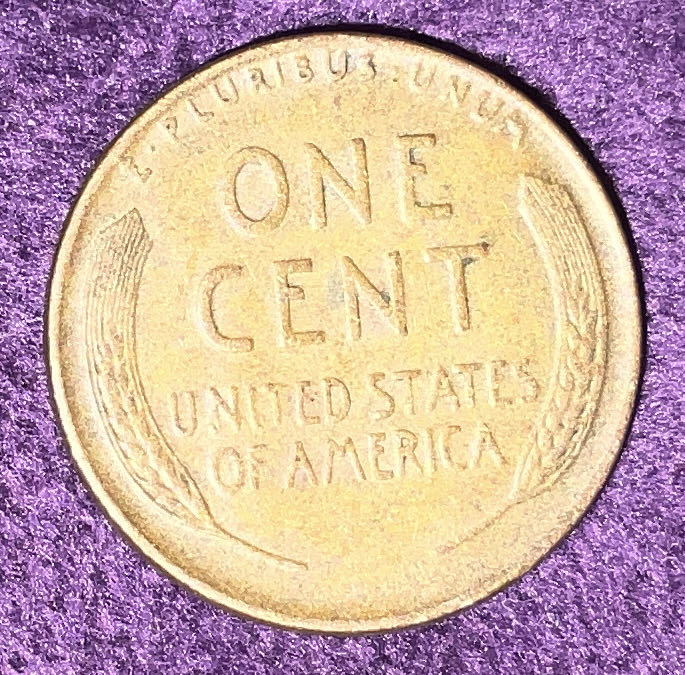 E·PLURIBUS·UNUM
ONE
CENT
UNITED STATES
OF AMERICA